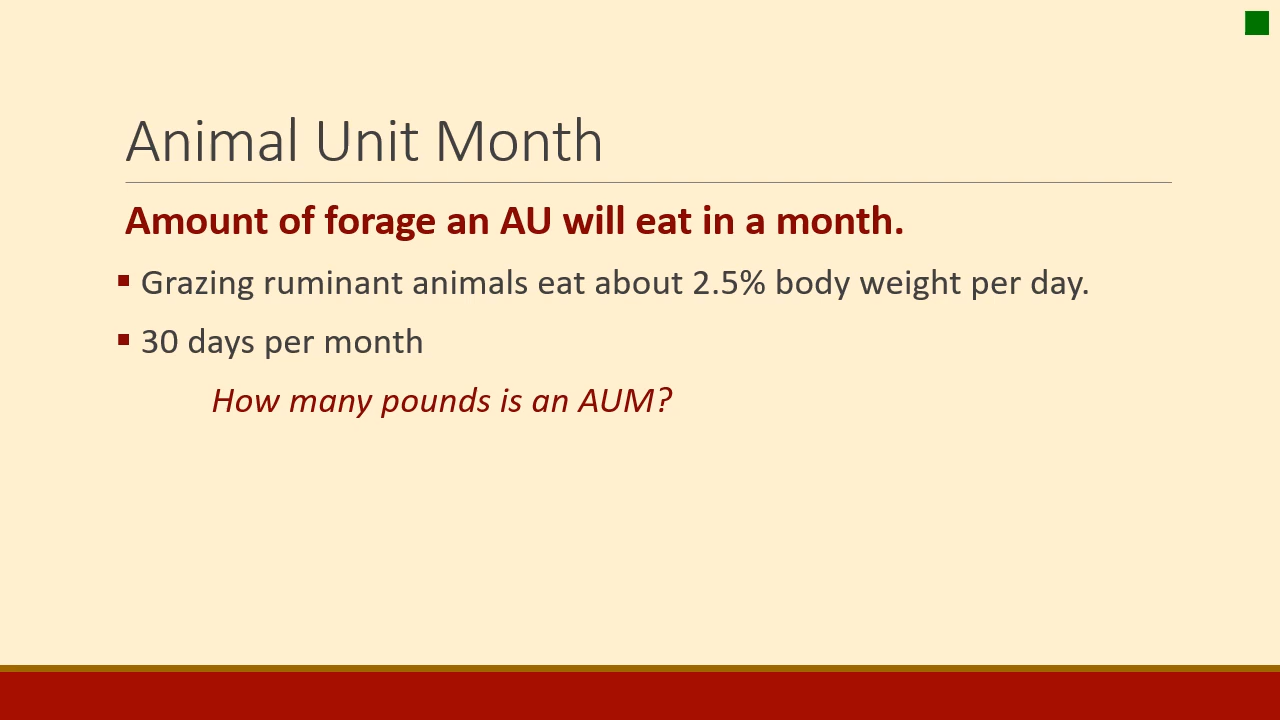 Animal Unit Month
Amount of forage an AU will eat in a month.
Grazing ruminant animals eat about 2.5% body weight per day.
30 days per month
How many pounds is an AUM?